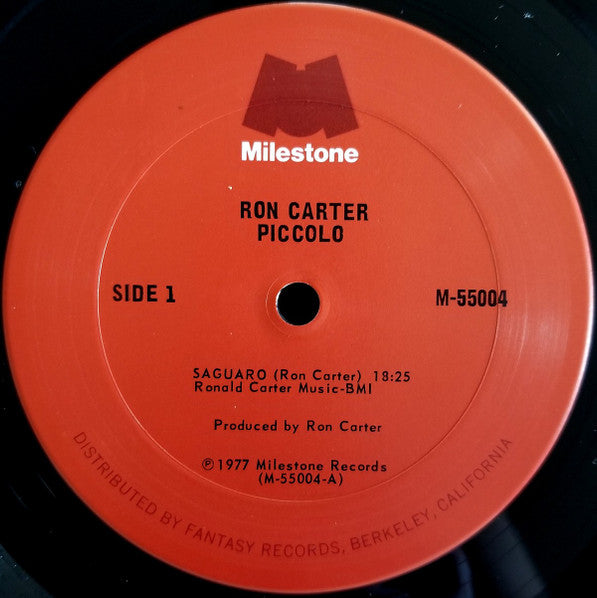 Milestone
RON CARTER
PICCOLO
SIDE 1
M-55004
SAGUARO (Ron Carter) 18:25
Ronald Carter Music-BMI
Produced by Ron Carter
℗1977 Milestone Records
(M-55004-A)
DISTRIBUTED BY FANTASY RECORDS, BERKELEY, CALIFORNIA